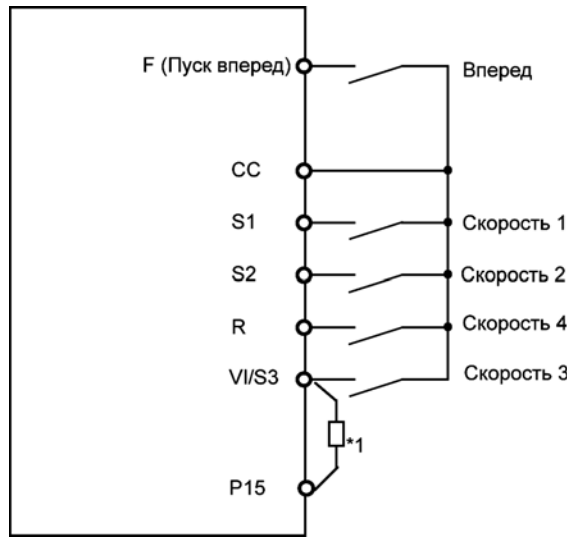 F (Пуск вперед)
Вперед
CC
S1
Скорость 1
S2
Скорость 2
R
Скорость 4
VI/S3
Скорость 3
*1
P15